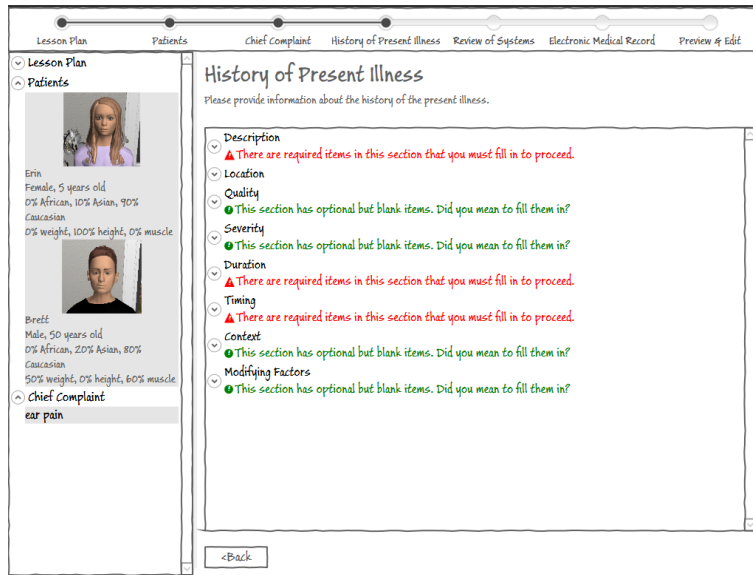 Lesson Plan
Patients
Chief Complaint
History of Present Illness
Review of Systems
Electronic Medical Record
Preview & Edit
Lesson Plan
Patients
Erin
Female, 5 years old
0% African, 10% Asian, 90%
Caucasian
0% weight, 100% height, 0% muscle
Brett
Male, 50 years old
0% African, 20% Asian, 80%
Caucasian
50% weight, 0% height, 60% muscle
Chief Complaint
ear pain
History of Present Illness
Please provide information about the history of the present illness.
Description
There are required items in this section that you must fill in to proceed.
Location
Quality
This section has optional but blank items. Did you mean to fill them in?
Severity
This section has optional but blank items. Did you mean to fill them in?
Duration
There are required items in this section that you must fill in to proceed.
Timing
There are required items in this section that you must fill in to proceed.
Context
This section has optional but blank items. Did you mean to fill them in?
Modifying Factors
This section has optional but blank items. Did you mean to fill them in?
<Back